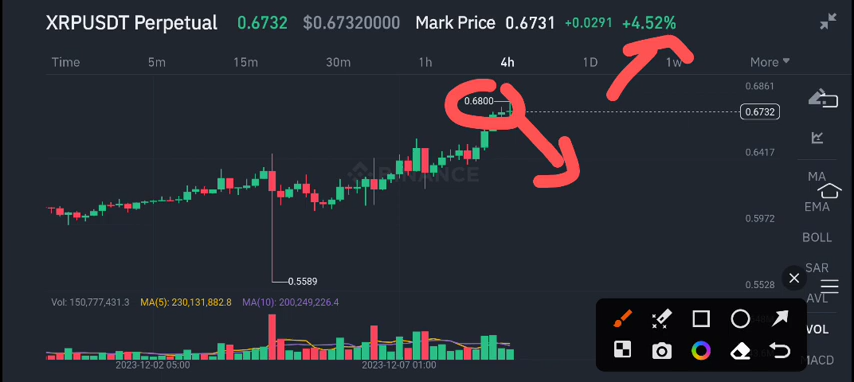 XRPUSDT Perpetual 0.6732 $0.67320000 Mark Price 0.6731 +0.0291 +4.52%
Time 5m 15m 30m 1h 4h 1D 1w More
0.6861
0.6800
0.6732
0.6417
BINANCE
MA
EMA
0.5972
BOLL
SAR
0.5589
0.5528
AVL
Vol: 150,777,431.3 MA(5): 230,131,882.8 MA(10): 200,249,226.4
VOL
MACD
2023-12-02 05:00 2023-12-07 01:00